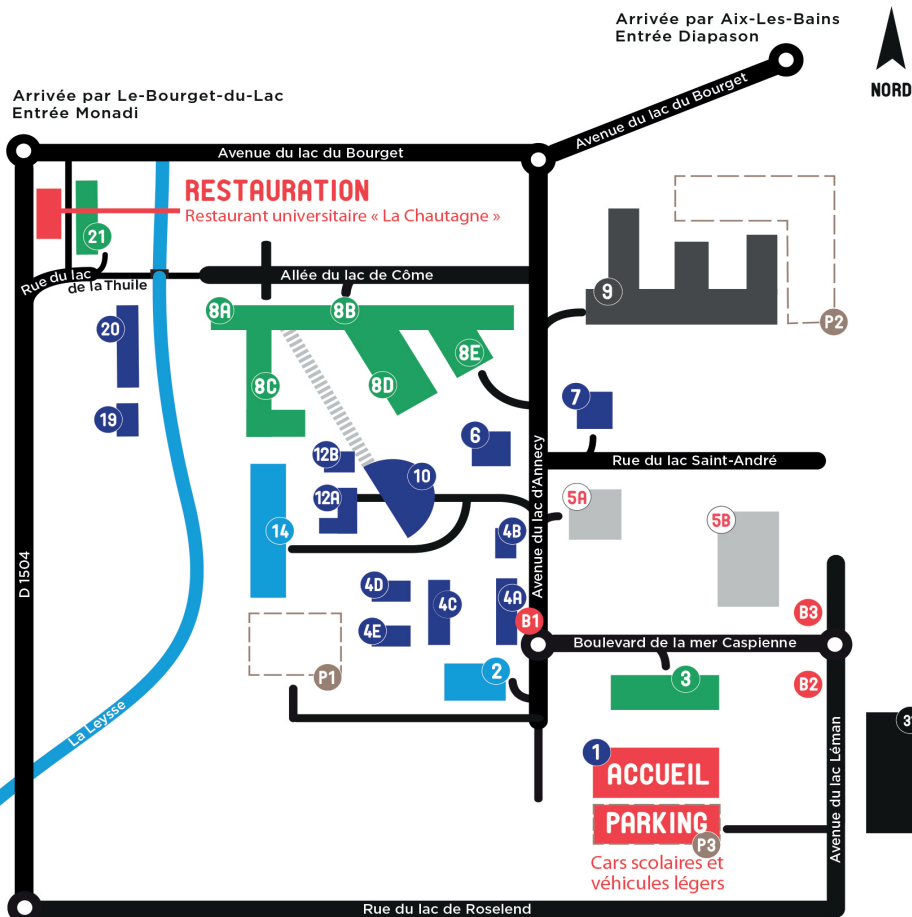 Arrivée par Aix-Les-Bains
Entrée Diapason
NORD
Arrivée par Le-Bourget-du-Lac
Entrée Monadi
Avenue du lac du Bourget
Avenue du lac du Bourget
RESTAURATION
Restaurant universitaire « La Chautagne »
21
Rue du lac
de la Thuile
Allée du lac de Côme
9
P2
8A
8B
8C
8D
8E
20
19
7
6
Rue du lac Saint-André
12B
10
12A
14
5A
5B
4B
Avenue du lac d'Annecy
D 1504
4D
4C
4A
4E
B1
B3
Boulevard de la mer Caspienne
P1
2
3
B2
La Leysse
1
ACCUEIL
PARKING
P3
Cars scolaires et
véhicules légers
Avenue du lac Léman
Rue du lac de Roselend